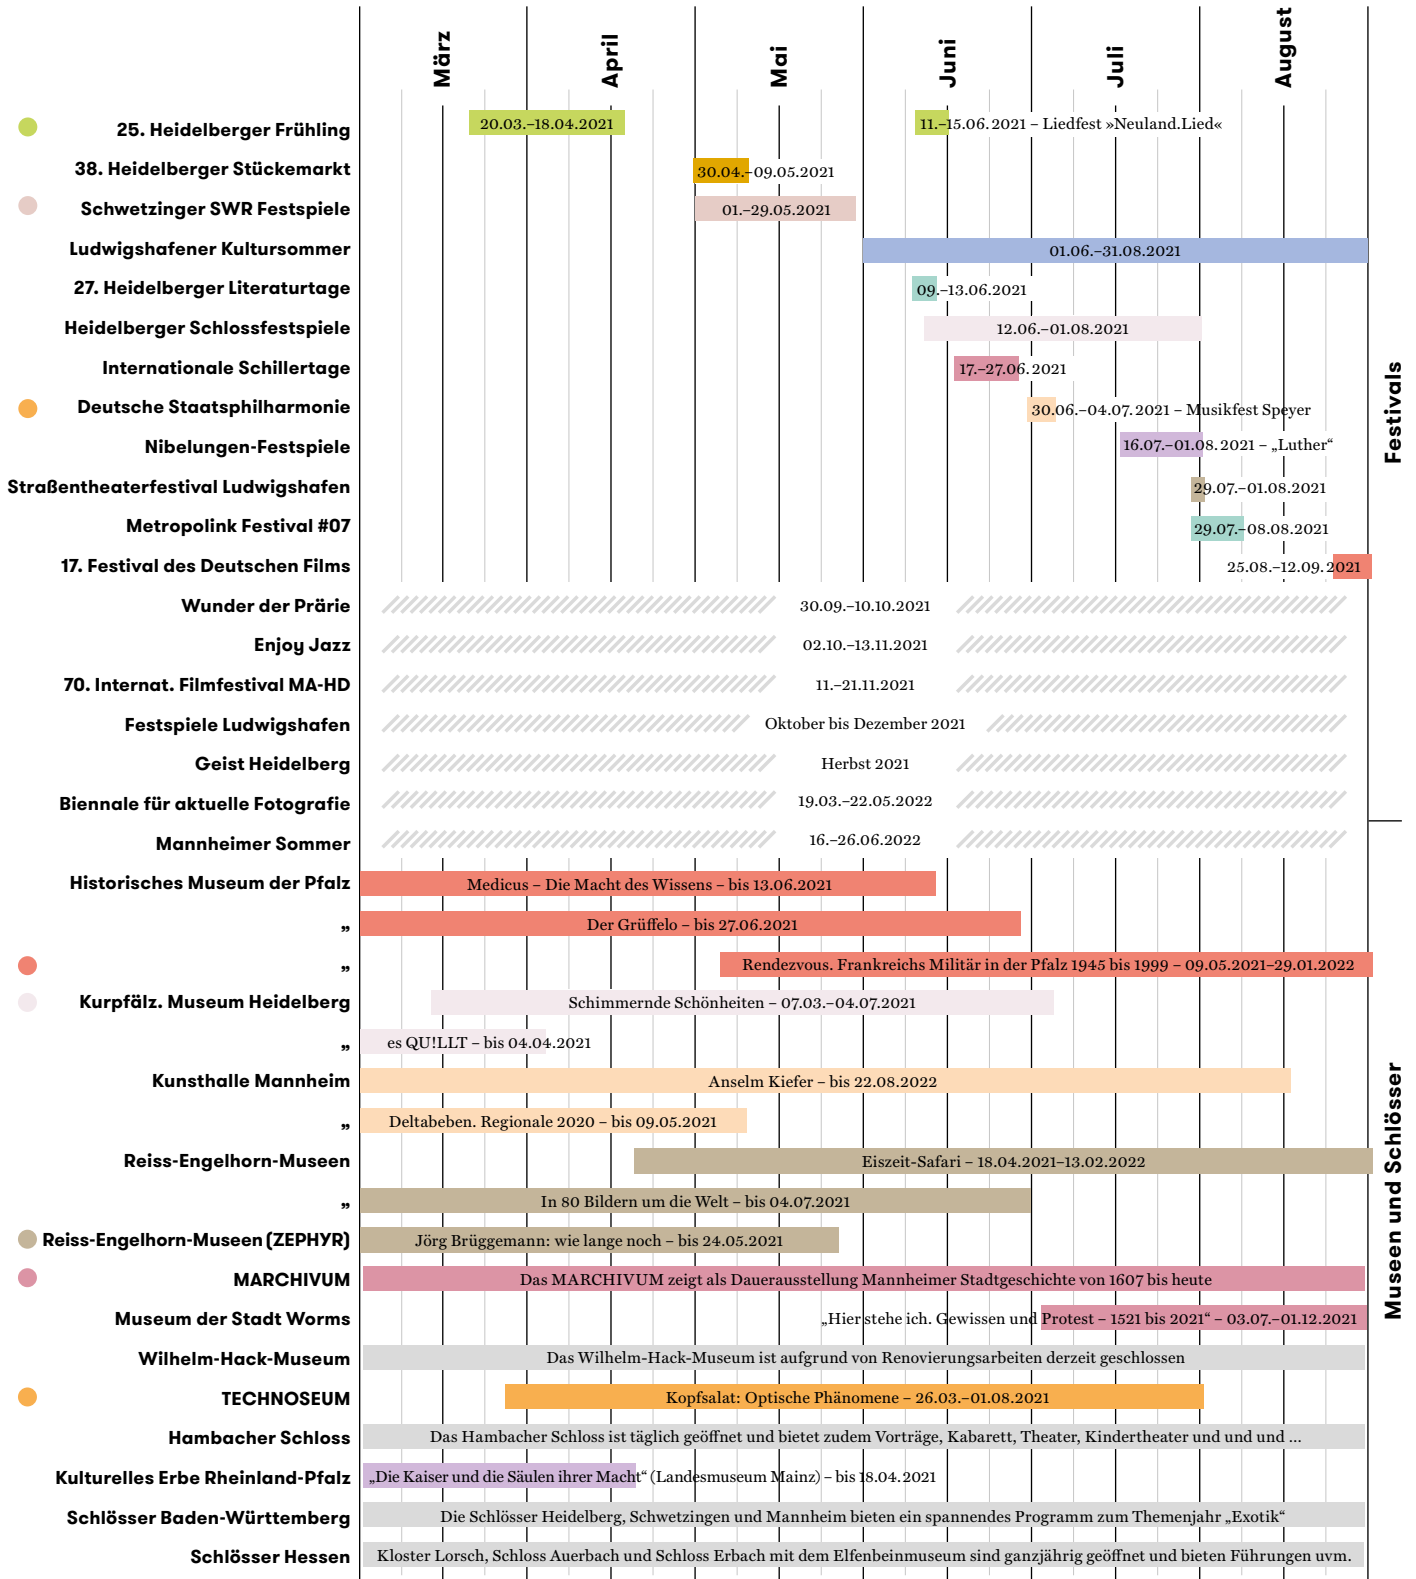 März
April
Mai
Juni
Juli
August
25. Heidelberger Frühling 20.03.–18.04.2021 11.–15.06.2021 – Liedfest »Neuland.Lied«
38. Heidelberger Stückemarkt 30.04.–09.05.2021
Schwetzinger SWR Festspiele 01.–29.05.2021
Ludwigshafener Kultursommer 01.06.–31.08.2021
27. Heidelberger Literaturtage 09.–13.06.2021
Heidelberger Schlossfestspiele 12.06.–01.08.2021
Internationale Schillertage 17.–27.06.2021
Deutsche Staatsphilharmonie 30.06.–04.07.2021 – Musikfest Speyer
Nibelungen-Festspiele 16.07.–01.08.2021 – „Luther“
Straßentheaterfestival Ludwigshafen 29.07.–01.08.2021
Metropolink Festival #07 29.07.–08.08.2021
17. Festival des Deutschen Films 25.08.–12.09.2021
Wunder der Prärie 30.09.–10.10.2021
Enjoy Jazz 02.10.–13.11.2021
70. Internat. Filmfestival MA-HD 11.–21.11.2021
Festspiele Ludwigshafen Oktober bis Dezember 2021
Geist Heidelberg Herbst 2021
Biennale für aktuelle Fotografie 19.03.–22.05.2022
Mannheimer Sommer 16.–26.06.2022
Festivals
Historisches Museum der Pfalz Medicus – Die Macht des Wissens – bis 13.06.2021
„ Der Grüffelo – bis 27.06.2021
„ Rendezvous. Frankreichs Militär in der Pfalz 1945 bis 1999 – 09.05.2021–29.01.2022
Kurpfälz. Museum Heidelberg Schimmernde Schönheiten – 07.03.–04.07.2021
„ es QU!LLT – bis 04.04.2021
Kunsthalle Mannheim Anselm Kiefer – bis 22.08.2022
„ Deltabeben. Regionale 2020 – bis 09.05.2021
Reiss-Engelhorn-Museen Eiszeit-Safari – 18.04.2021–13.02.2022
„ In 80 Bildern um die Welt – bis 04.07.2021
Reiss-Engelhorn-Museen (ZEPHYR) Jörg Brüggemann: wie lange noch – bis 24.05.2021
MARCHIVUM Das MARCHIVUM zeigt als Dauerausstellung Mannheimer Stadtgeschichte von 1607 bis heute
Museum der Stadt Worms „Hier stehe ich. Gewissen und Protest – 1521 bis 2021“ – 03.07.–01.12.2021
Wilhelm-Hack-Museum Das Wilhelm-Hack-Museum ist aufgrund von Renovierungsarbeiten derzeit geschlossen
TECHNOSEUM Kopfsalat: Optische Phänomene – 26.03.–01.08.2021
Hambacher Schloss Das Hambacher Schloss ist täglich geöffnet und bietet zudem Vorträge, Kabarett, Theater, Kindertheater und und und ...
Kulturelles Erbe Rheinland-Pfalz „Die Kaiser und die Säulen ihrer Macht“ (Landesmuseum Mainz) – bis 18.04.2021
Schlösser Baden-Württemberg Die Schlösser Heidelberg, Schwetzingen und Mannheim bieten ein spannendes Programm zum Themenjahr „Exotik“
Schlösser Hessen Kloster Lorsch, Schloss Auerbach und Schloss Erbach mit dem Elfenbeinmuseum sind ganzjährig geöffnet und bieten Führungen uvm.
Museen und Schlösser